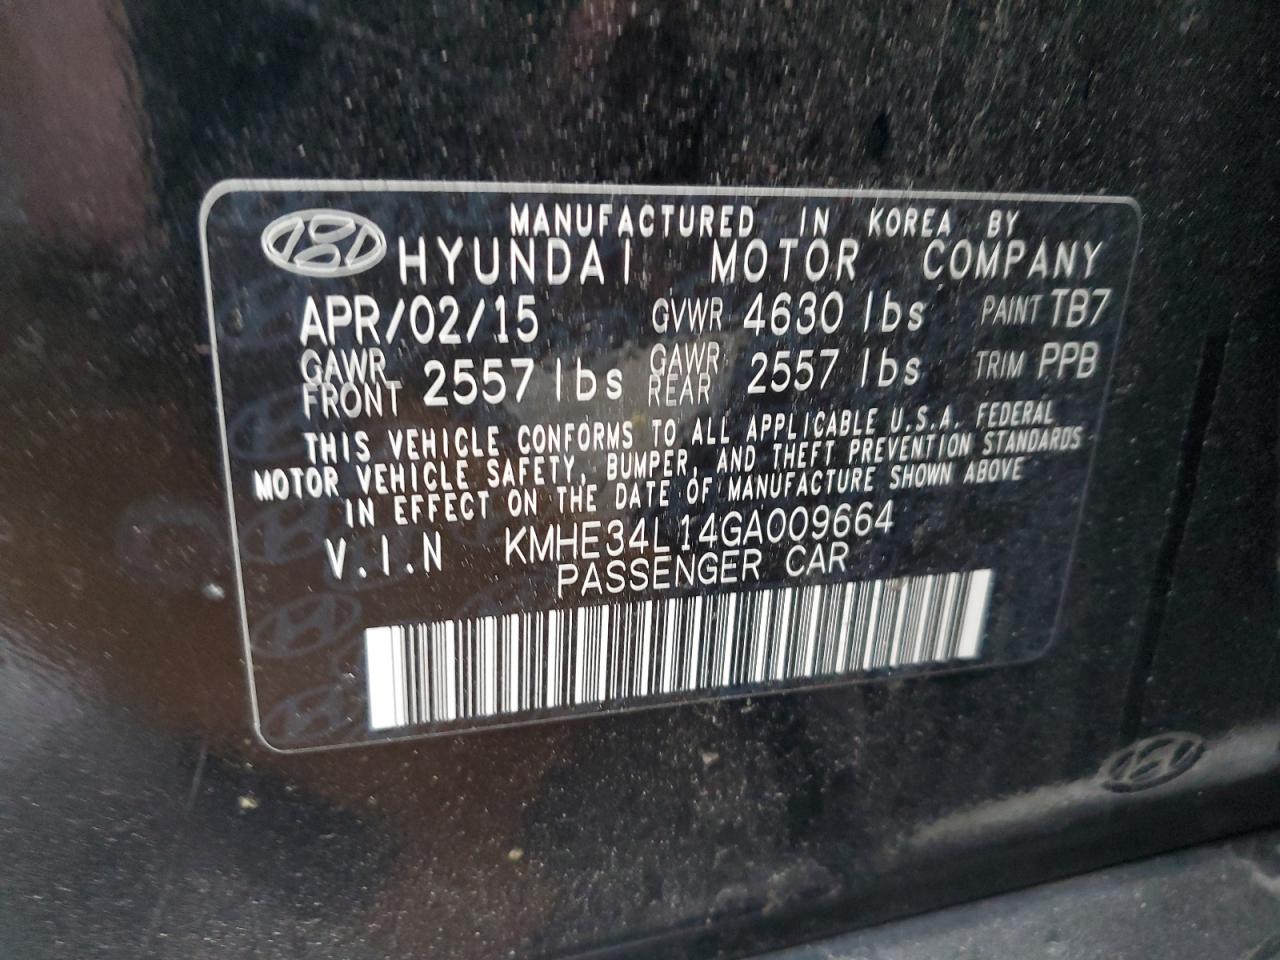 MANUFACTURED IN KOREA BY
HYUNDAI MOTOR COMPANY
APR/02/15 GVWR 4630 lbs PAINT TB7
GAWR FRONT 2557 lbs GAWR REAR 2557 lbs TRIM PPB
THIS VEHICLE CONFORMS TO ALL APPLICABLE U.S.A. FEDERAL
MOTOR VEHICLE SAFETY, BUMPER, AND THEFT PREVENTION STANDARDS
IN EFFECT ON THE DATE OF MANUFACTURE SHOWN ABOVE
V.I.N KMHE34L14GA009664
PASSENGER CAR